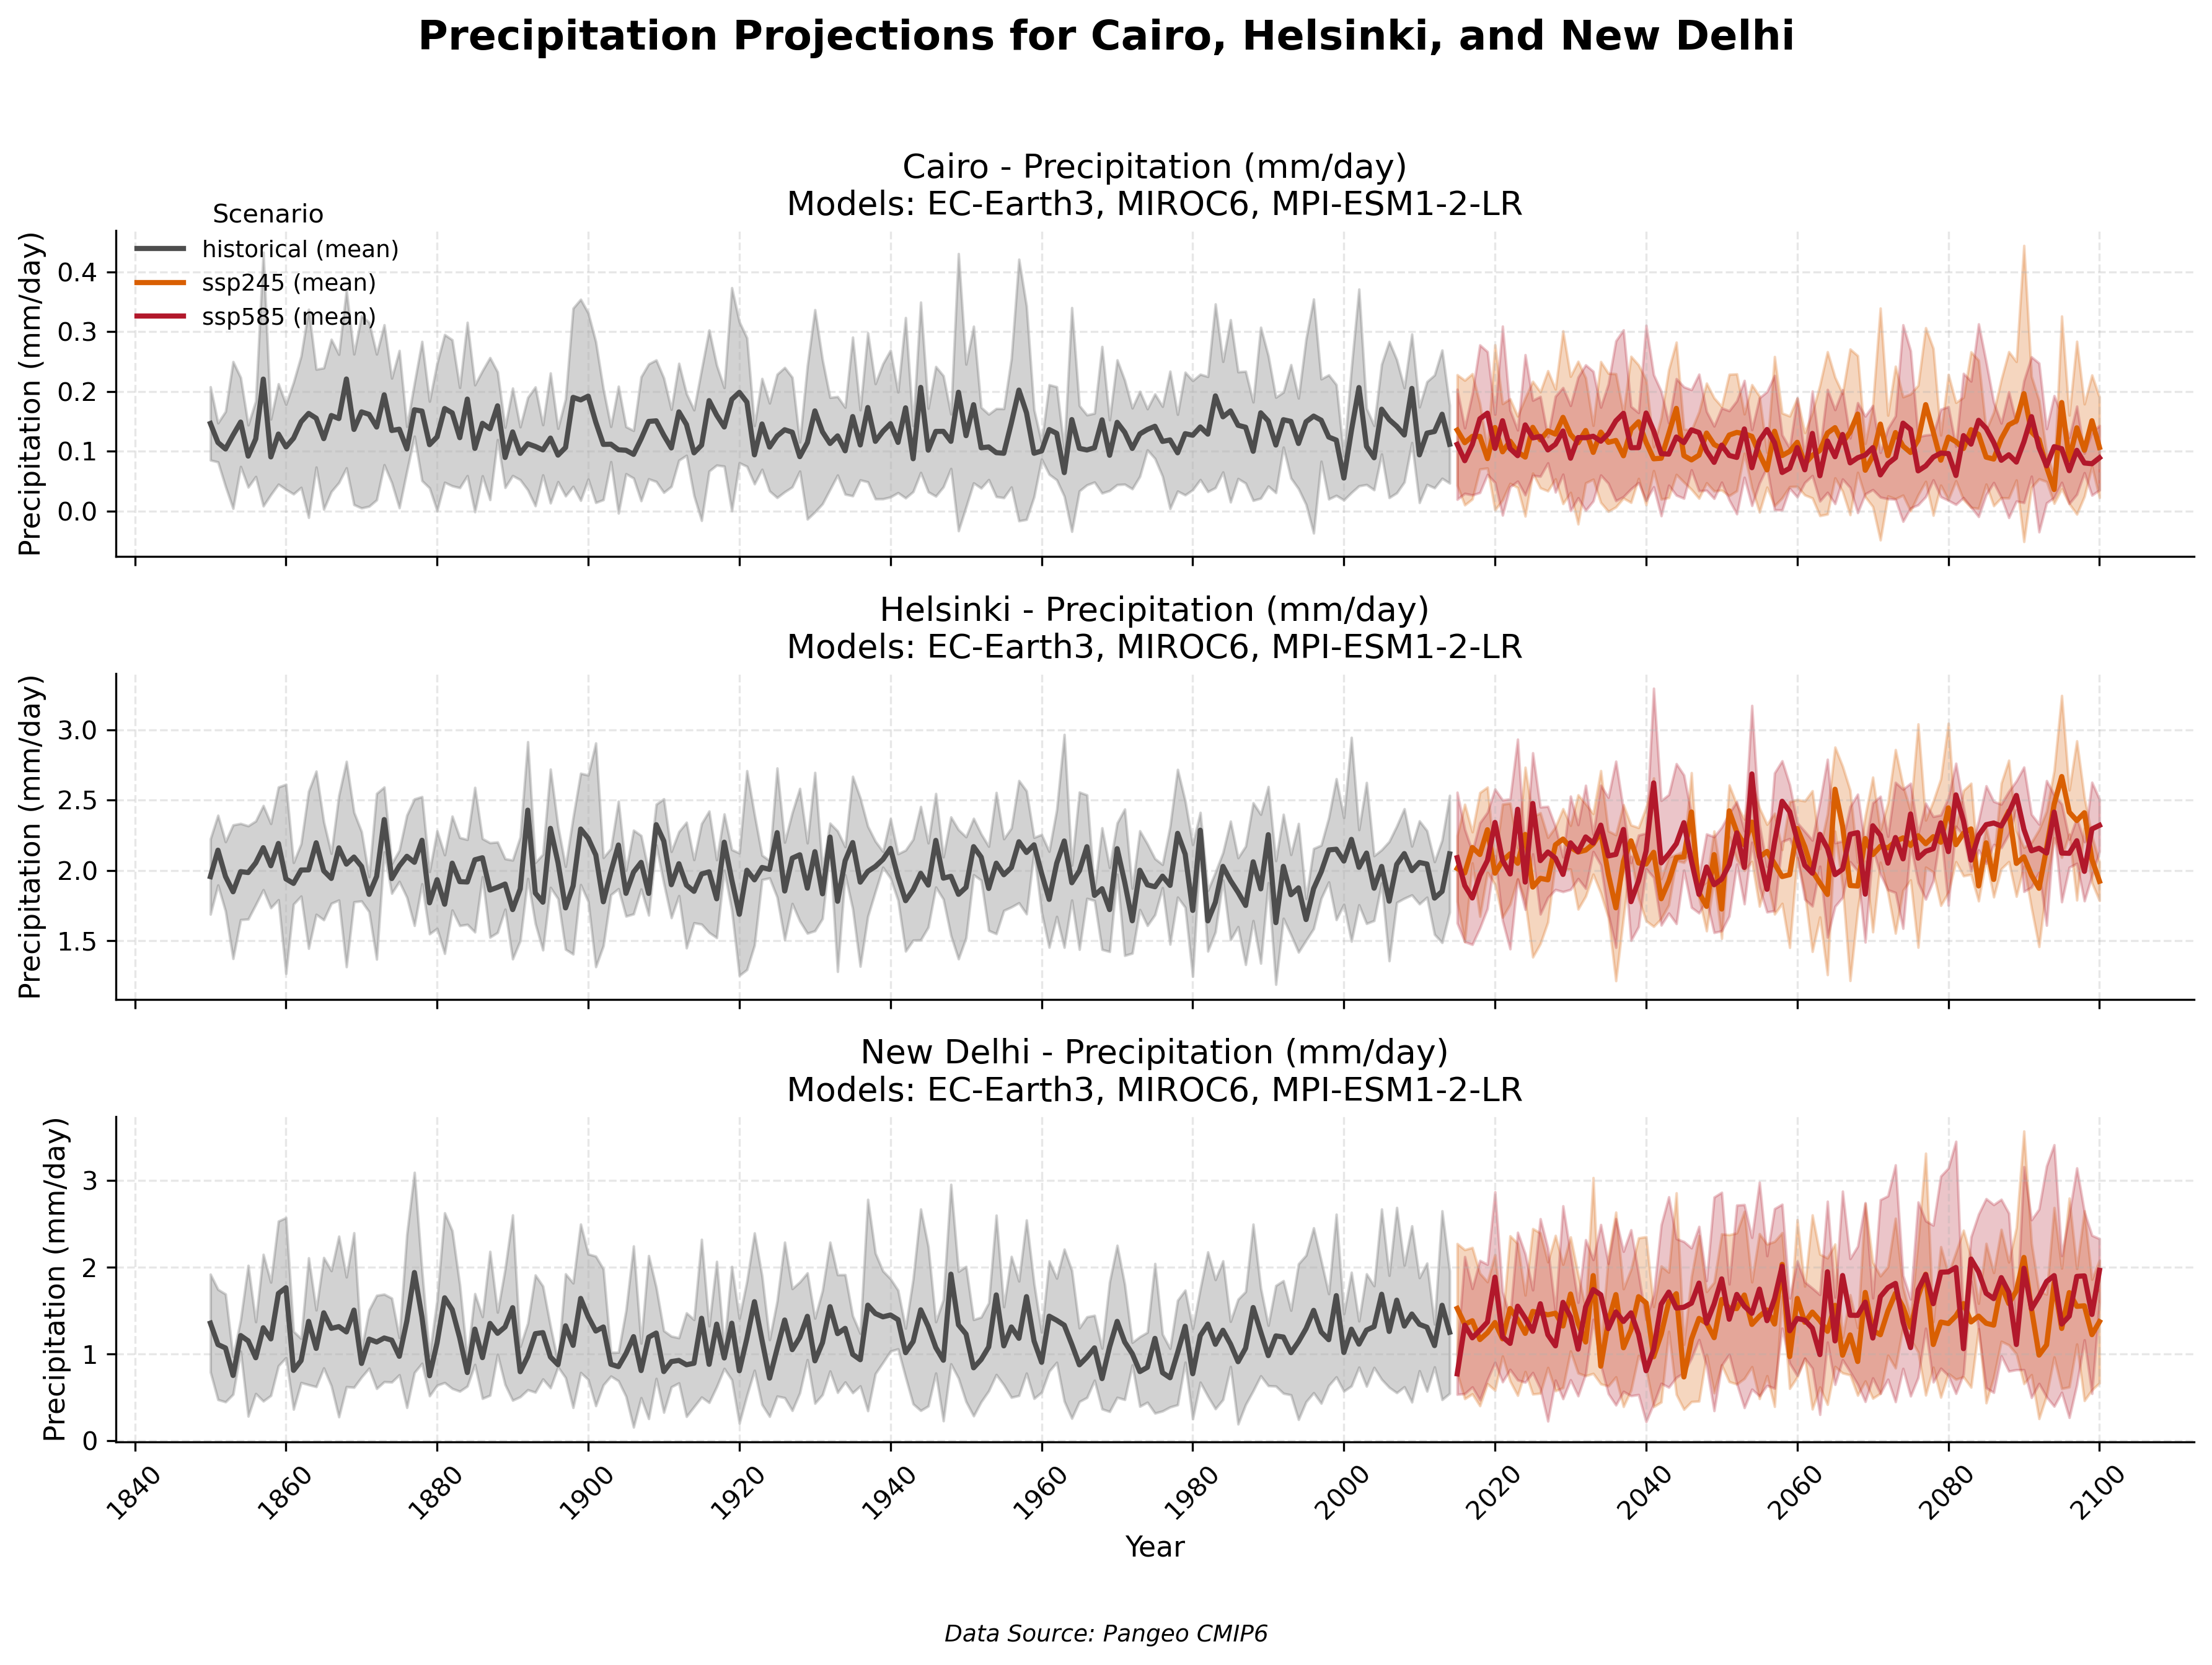 Precipitation Projections for Cairo, Helsinki, and New Delhi
Cairo - Precipitation (mm/day)
Models: EC-Earth3, MIROC6, MPI-ESM1-2-LR
Scenario
historical (mean)
ssp245 (mean)
ssp585 (mean)
Precipitation (mm/day)
0.4
0.3
0.2
0.1
0.0
Helsinki - Precipitation (mm/day)
Models: EC-Earth3, MIROC6, MPI-ESM1-2-LR
Precipitation (mm/day)
3.0
2.5
2.0
1.5
New Delhi - Precipitation (mm/day)
Models: EC-Earth3, MIROC6, MPI-ESM1-2-LR
Precipitation (mm/day)
3
2
1
0
1840 1860 1880 1900 1920 1940 1960 1980 2000 2020 2040 2060 2080 2100
Year
Data Source: Pangeo CMIP6